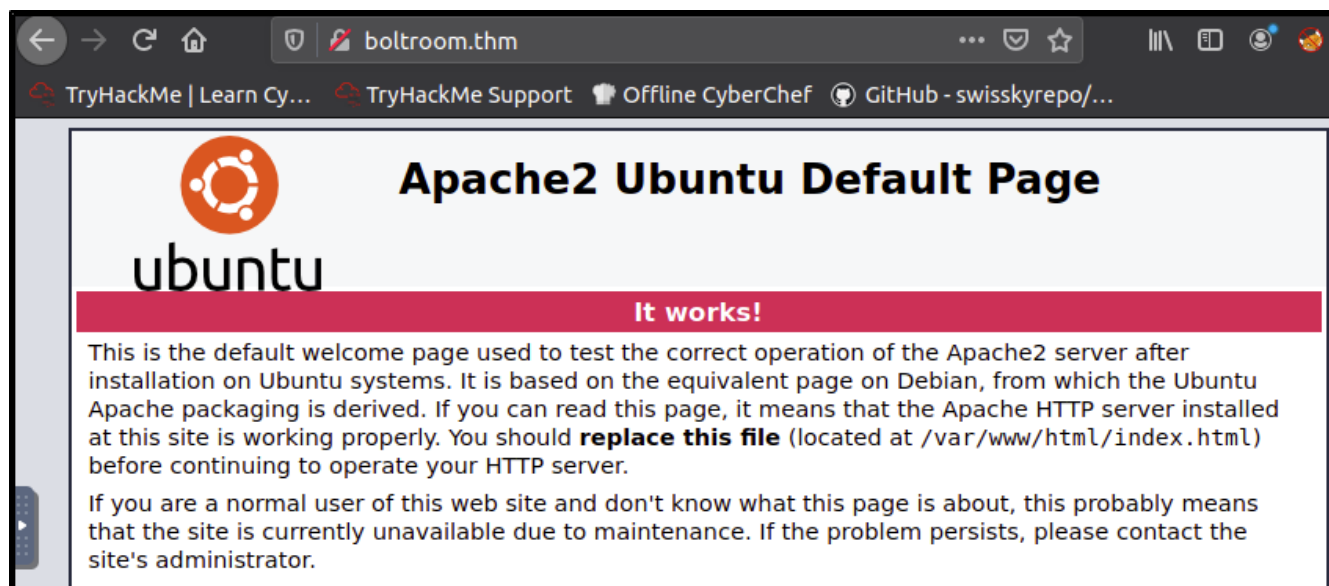 boltroom.thm
TryHackMe | Learn Cy... TryHackMe Support Offline CyberChef GitHub - swisskyrepo/...
Apache2 Ubuntu Default Page
ubuntu
It works!
This is the default welcome page used to test the correct operation of the Apache2 server after
installation on Ubuntu systems. It is based on the equivalent page on Debian, from which the Ubuntu
Apache packaging is derived. If you can read this page, it means that the Apache HTTP server installed
at this site is working properly. You should replace this file (located at /var/www/html/index.html)
before continuing to operate your HTTP server.
If you are a normal user of this web site and don't know what this page is about, this probably means
that the site is currently unavailable due to maintenance. If the problem persists, please contact the
site's administrator.